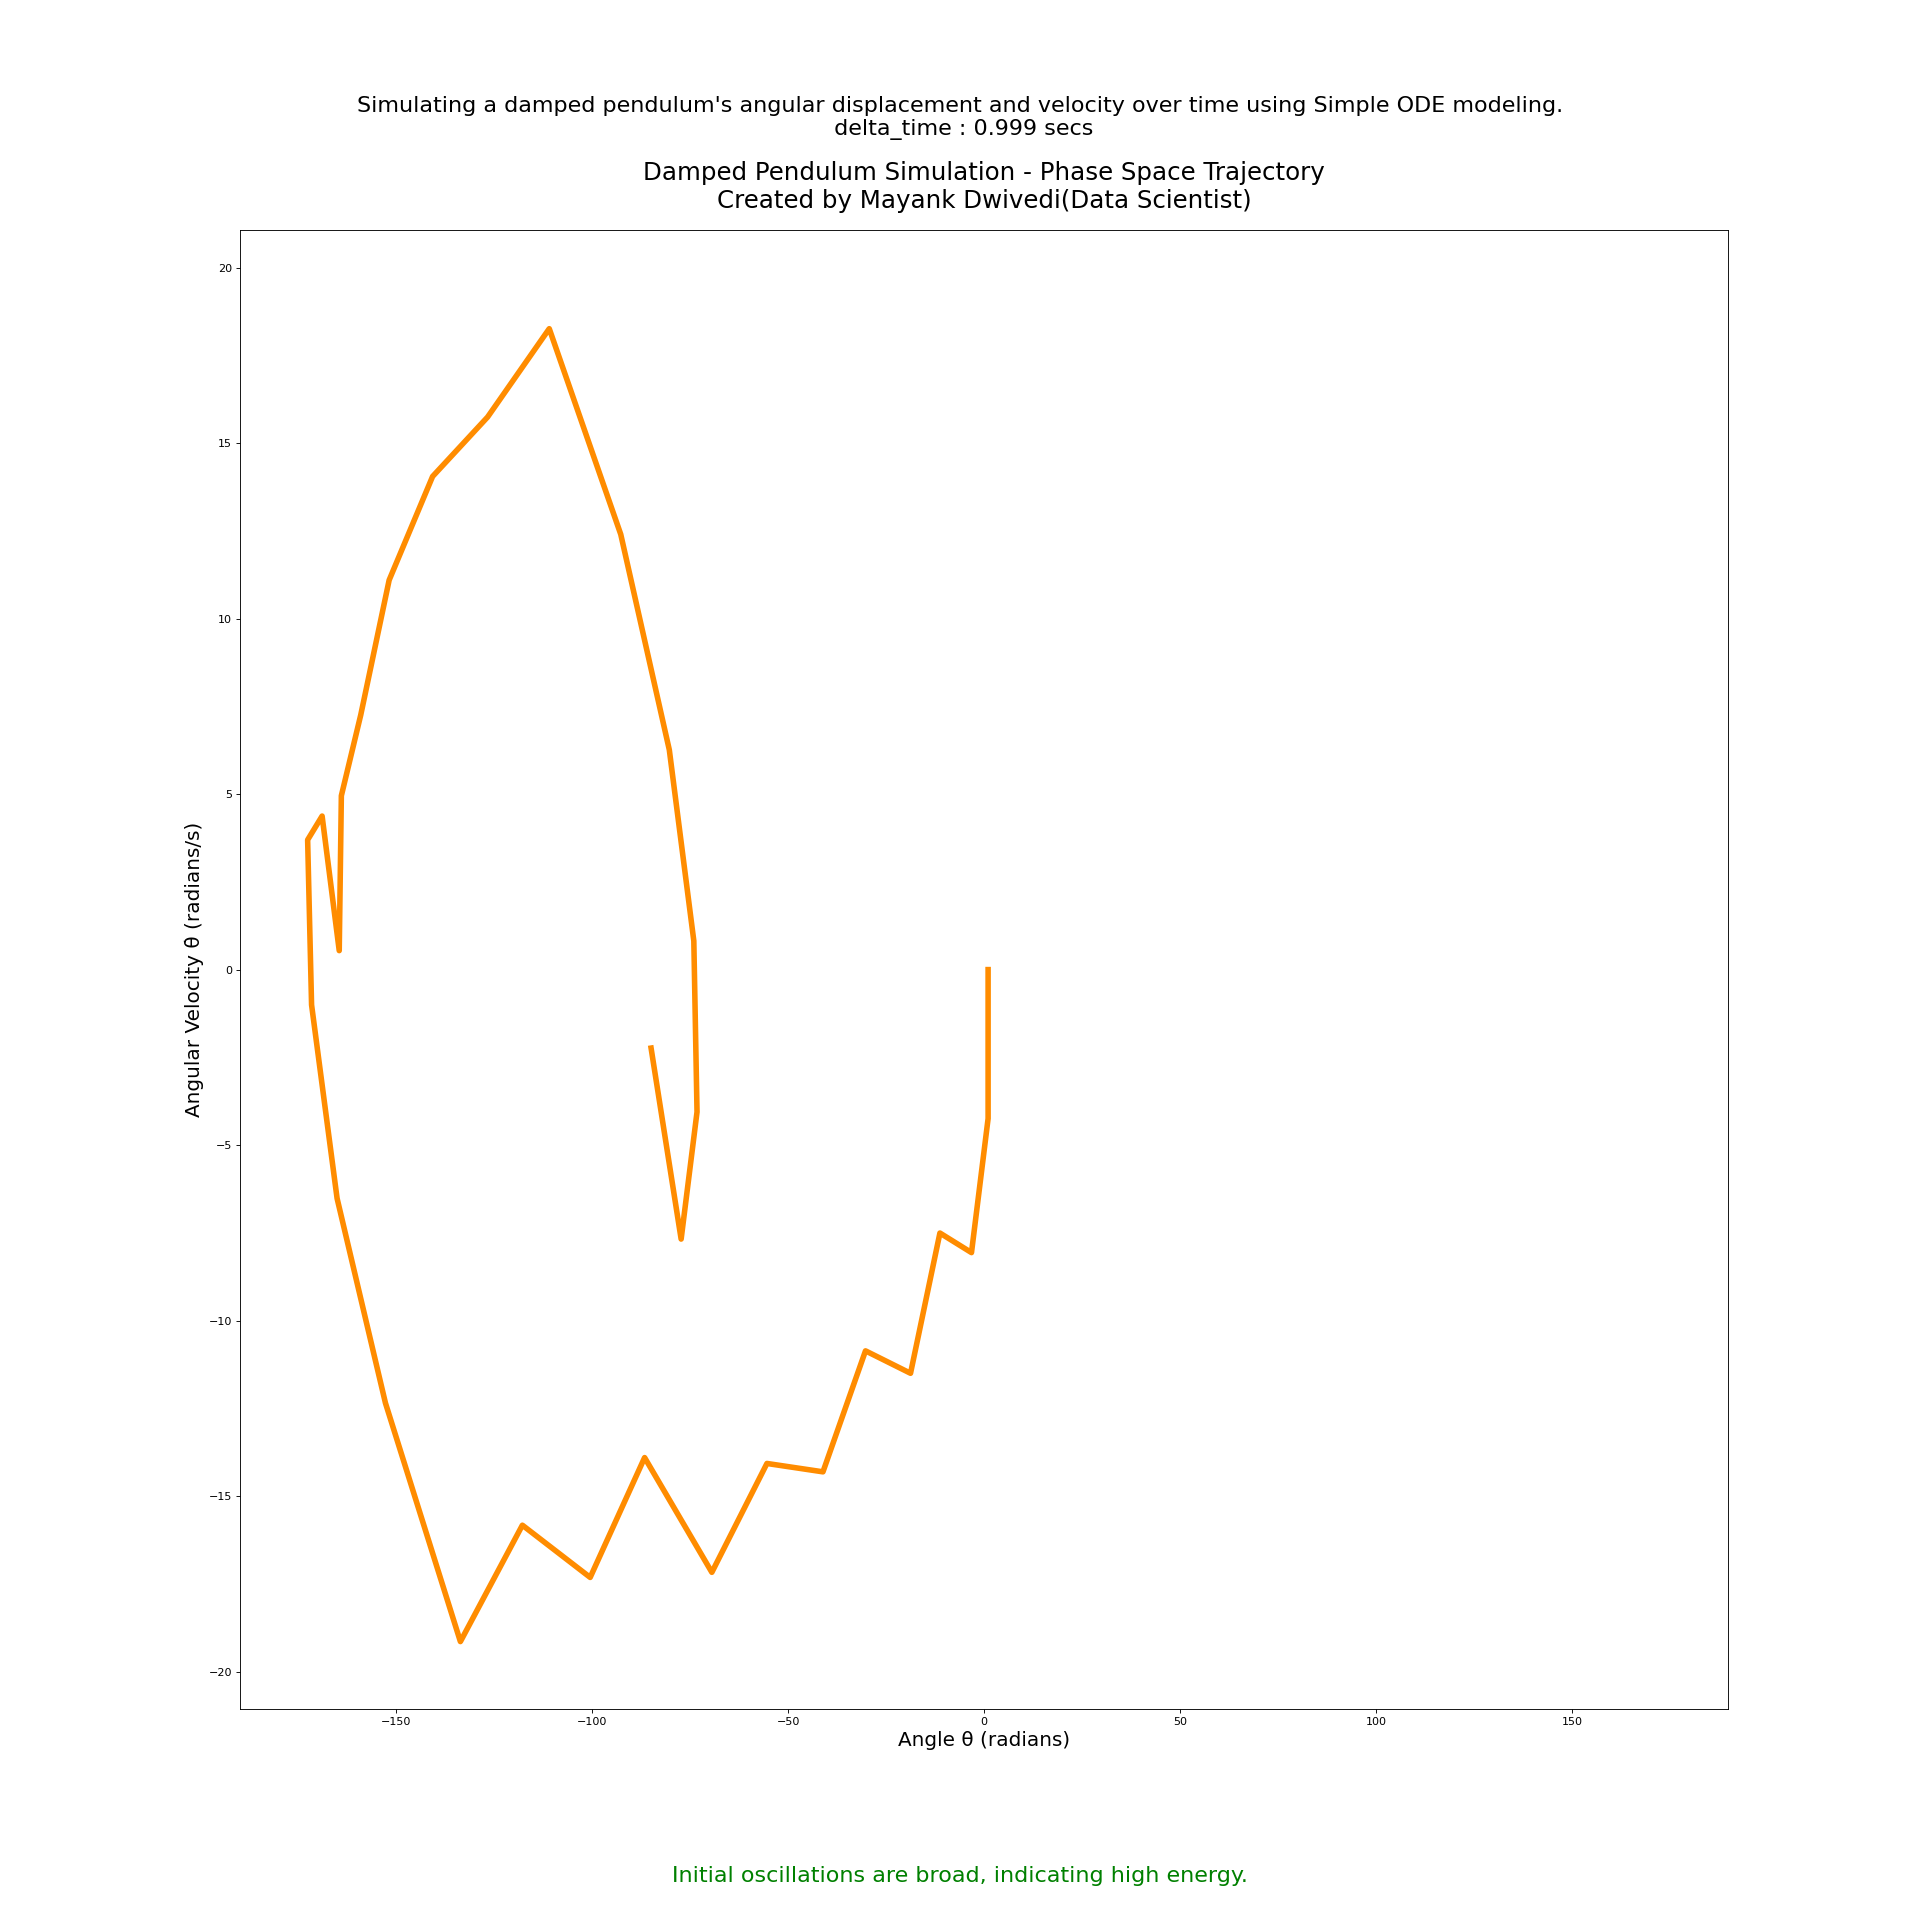 Simulating a damped pendulum's angular displacement and velocity over time using Simple ODE modeling.
delta_time : 0.999 secs
Damped Pendulum Simulation - Phase Space Trajectory
Created by Mayank Dwivedi(Data Scientist)
20
15
10
5
0
−5
−10
−15
−20
Angular Velocity θ (radians/s)
−150
−100
−50
0
50
100
150
Angle θ (radians)
Initial oscillations are broad, indicating high energy.